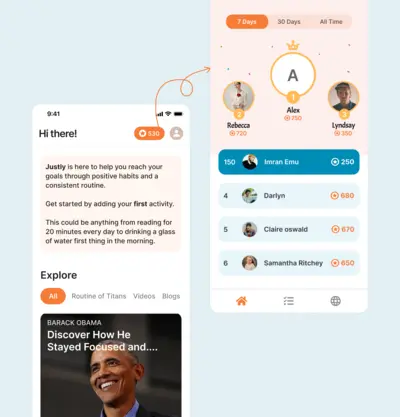 7 Days
30 Days
All Time
A
1
Alex
750
2
Rebecca
720
3
Lyndsay
350
150 Imran Emu 250
4 Darlyn 680
5 Claire oswald 670
6 Samantha Ritchey 650
9:41
Hi there!
530
Justly is here to help you reach your
goals through positive habits and a
consistent routine.
Get started by adding your first activity.
This could be anything from reading for
20 minutes every day to drinking a glass
of water first thing in the morning.
Explore
All Routine of Titans Videos Blogs
BARACK OBAMA
Discover How He
Stayed Focused and....